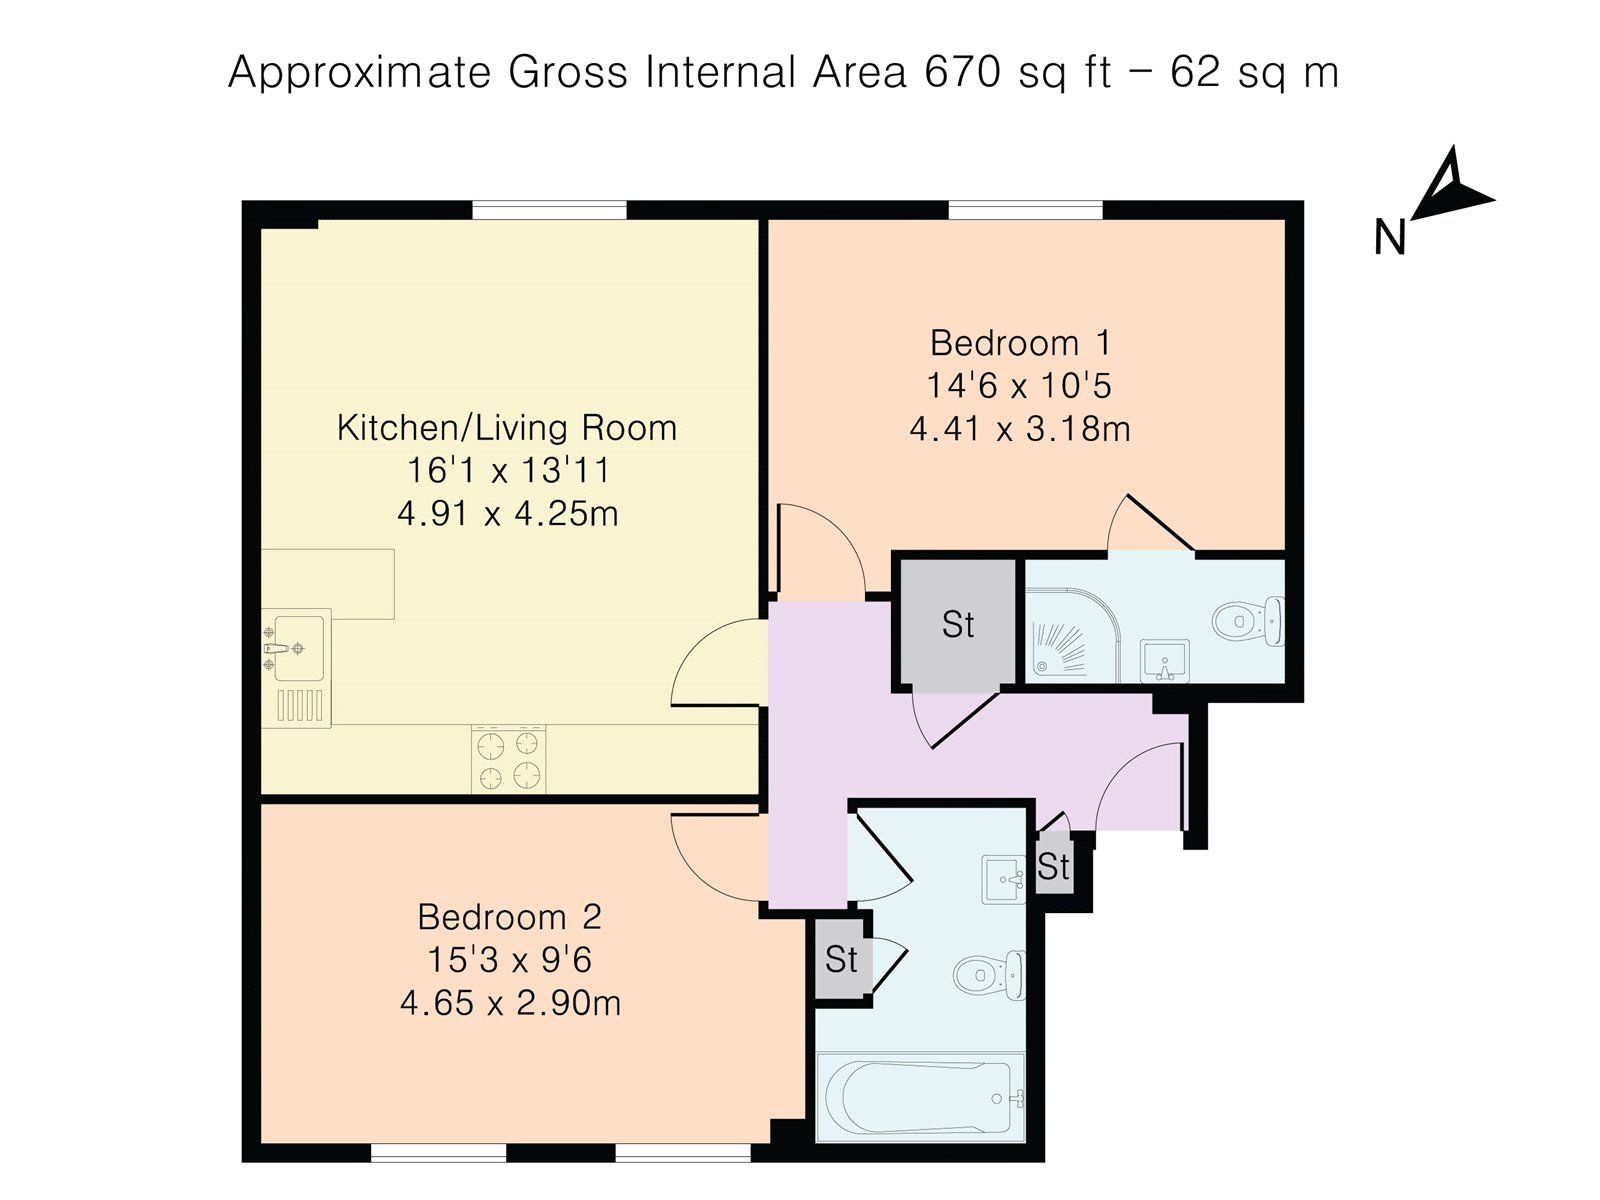 Approximate Gross Internal Area 670 sq ft – 62 sq m
N
Bedroom 1
14'6 x 10'5
4.41 x 3.18m
Kitchen/Living Room
16'1 x 13'11
4.91 x 4.25m
St
St
Bedroom 2
15'3 x 9'6
4.65 x 2.90m
St